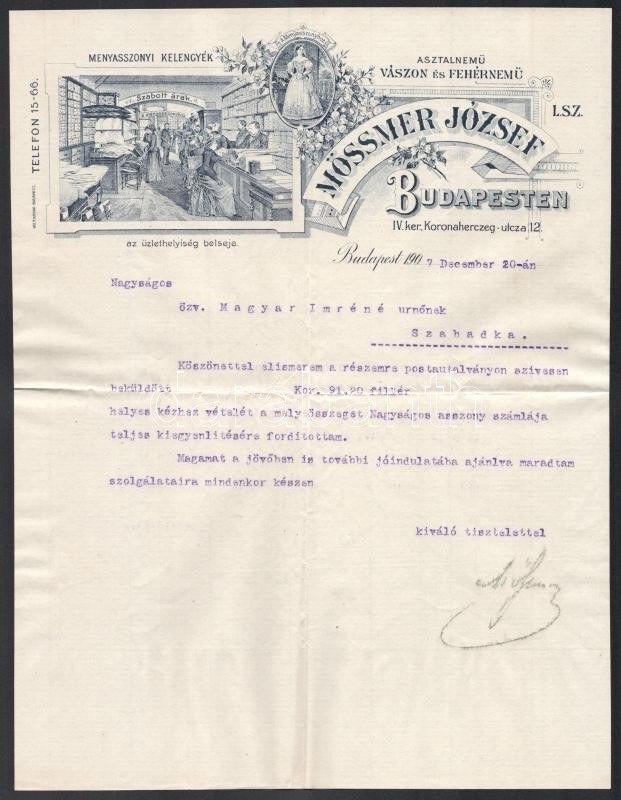 MENYASSZONYI KELENGYÉK
ASZTALNEMŰ
VÁSZON ÉS FEHÉRNEMŰ
TELEFON 15-66.
Szabott árak.
L.SZ.
MÖSSMER JÓZSEF
BUDAPESTEN
IV. ker. Koronaherczeg-utcza 12.
az üzlethelyiség belseje.
Budapest 1907 December 20-án
Nagyságos
özv. Magyar Imréné urnőnek
Szabadka.
Köszönettel elismerem a részemre postautalványon szivesen
beküldött Kor. 91.20 fillér
helyes kézhez vételét a mely összeget Nagyságos asszony számlája
teljes kiegyenlitésére forditottam.
Magamat a jövőben is további jóindulatába ajánlva maradtam
szolgálataira mindenkor készen
kiváló tisztelettel